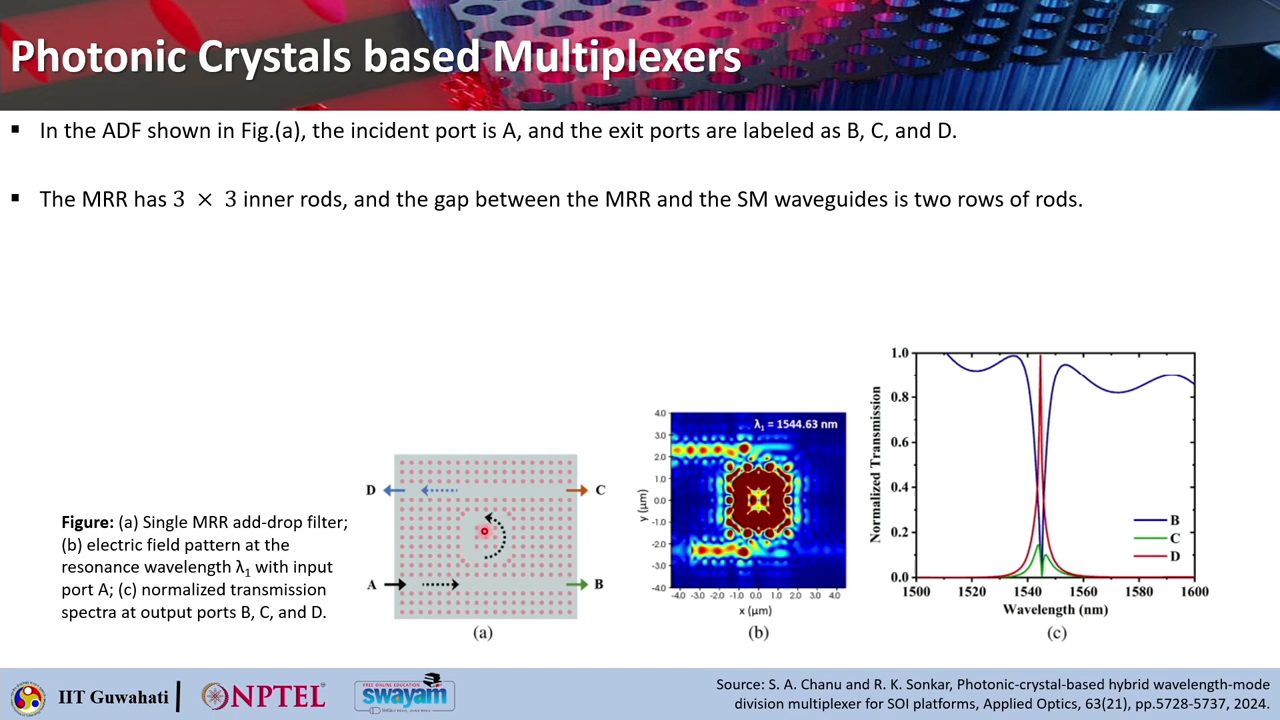 Photonic Crystals based Multiplexers
▪ In the ADF shown in Fig.(a), the incident port is A, and the exit ports are labeled as B, C, and D.
▪ The MRR has 3 × 3 inner rods, and the gap between the MRR and the SM waveguides is two rows of rods.
Figure: (a) Single MRR add-drop filter;
(b) electric field pattern at the
resonance wavelength λ1 with input
port A; (c) normalized transmission
spectra at output ports B, C, and D.
D
C
A
B
(a)
λ1 = 1544.63 nm
4.0
3.0
2.0
1.0
0.0
-1.0
-2.0
-3.0
-4.0
y (μm)
-4.0 -3.0 -2.0 -1.0 0.0 1.0 2.0 3.0 4.0
x (μm)
(b)
Normalized Transmission
1.0
0.8
0.6
0.4
0.2
0.0
B
C
D
1500 1520 1540 1560 1580 1600
Wavelength (nm)
(c)
IIT Guwahati
NPTEL
FREE ONLINE EDUCATION
swayam
Source: S. A. and R. K. Sonkar, wavelength-mode
division multiplexer for SOI platforms, Applied Optics, 63(21), pp.5728-5737, 2024.